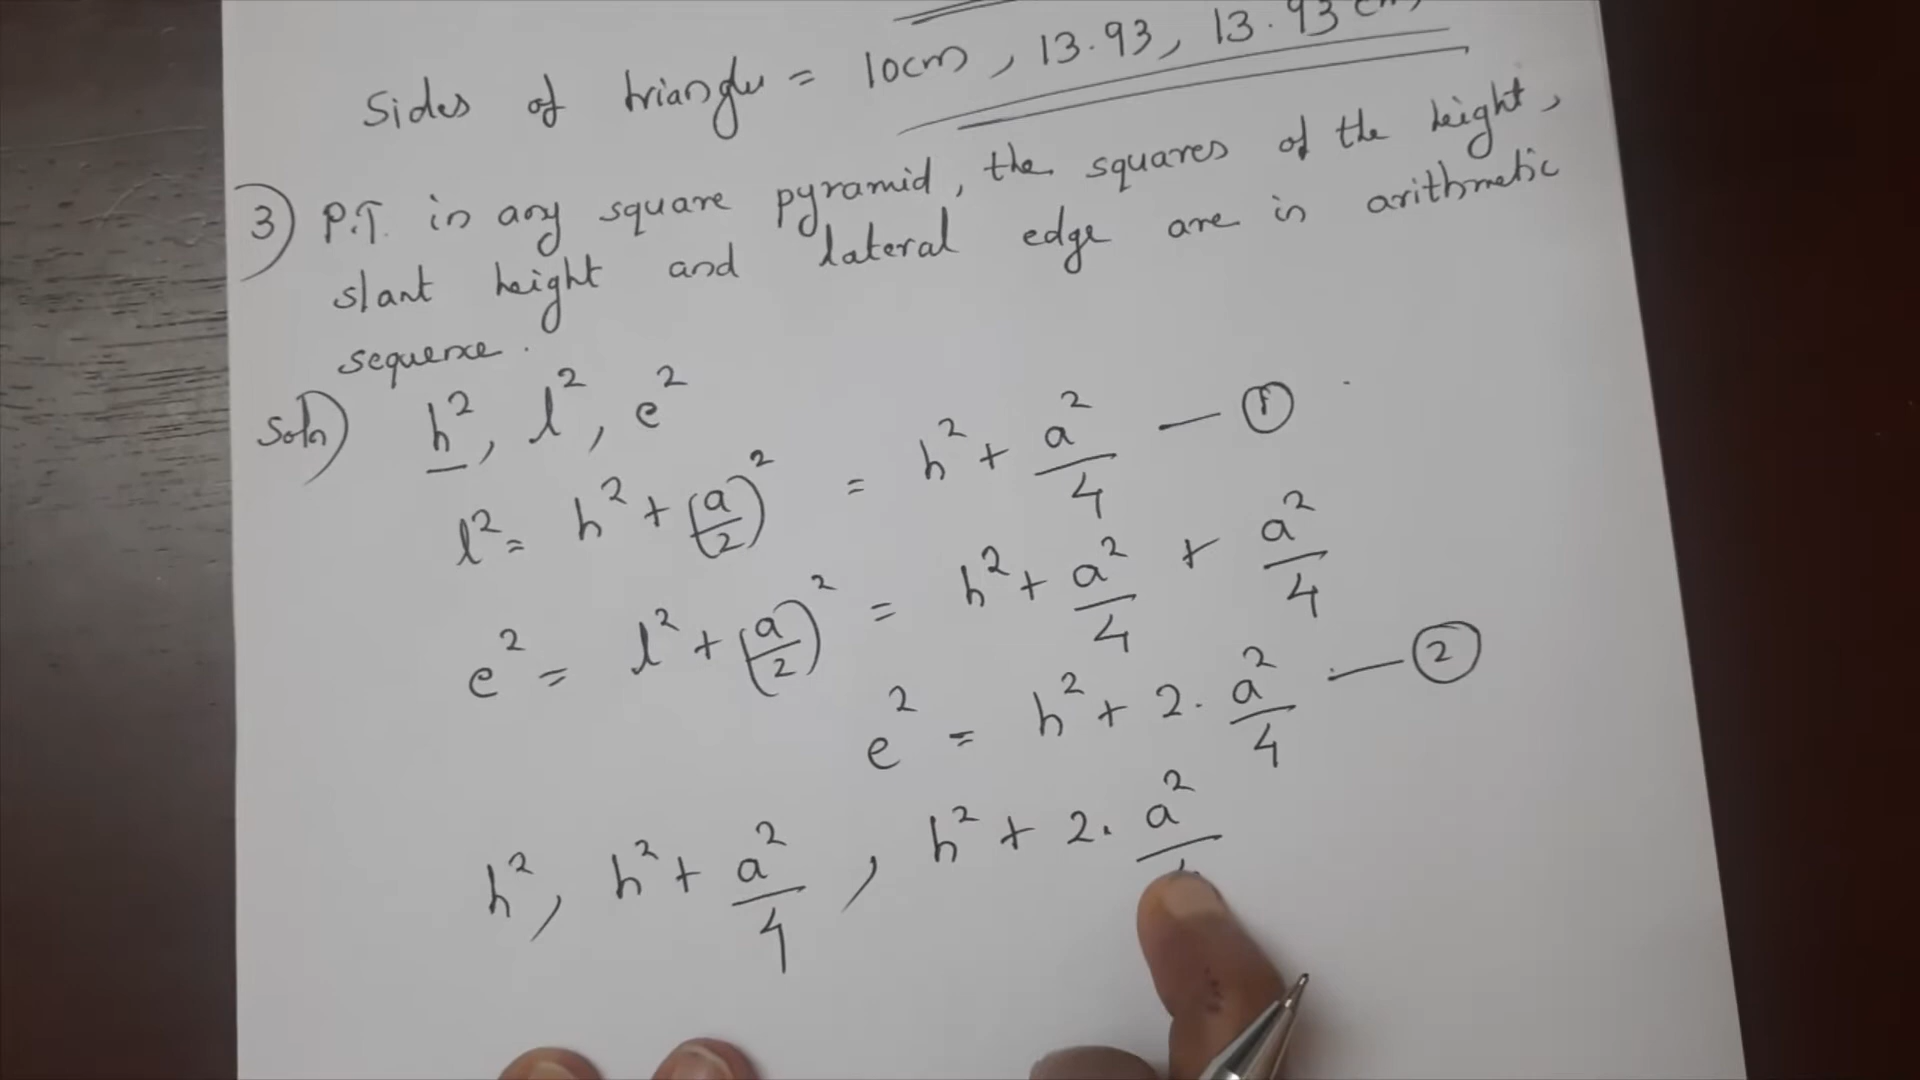 Sides of triangle = 10cm, 13.93, 13.93 cm,
3) P.T. in any square pyramid, the squares of the height,
slant height and lateral edge are in arithmetic
sequence.
Soln) h², l², e²
l² = h² + (a/2)² = h² + a²/4 — ①
e² = l² + (a/2)² = h² + a²/4 + a²/4
e² = h² + 2. a²/4 — ②
h², h² + a²/4, h² + 2. a²/